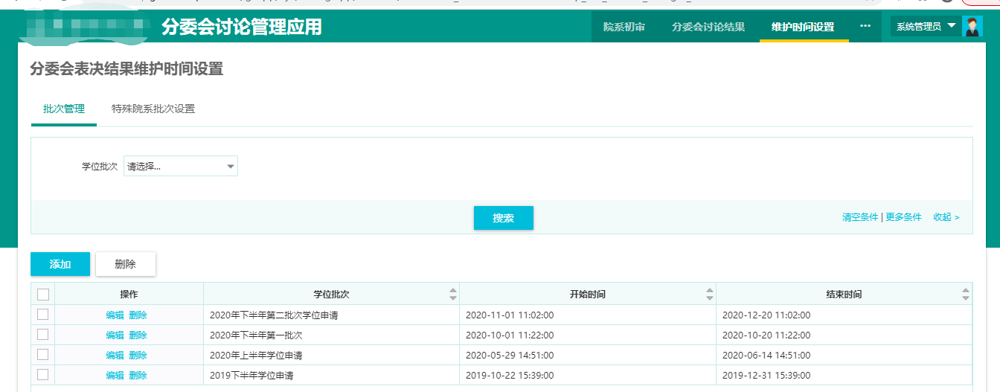 分委会讨论管理应用
院系初审 分委会讨论结果 维护时间设置 ••• 系统管理员
分委会表决结果维护时间设置
批次管理 特殊院系批次设置
学位批次 请选择...
搜索 清空条件 | 更多条件 收起 >
添加 删除
操作 学位批次 开始时间 结束时间
编辑 删除 2020年下半年第二批次学位申请 2020-11-01 11:02:00 2020-12-20 11:02:00
编辑 删除 2020年下半年第一批次 2020-10-01 11:22:00 2020-10-20 11:22:00
编辑 删除 2020年上半年学位申请 2020-05-29 14:51:00 2020-06-14 14:51:00
编辑 删除 2019下半年学位申请 2019-10-22 15:39:00 2019-12-31 15:39:00